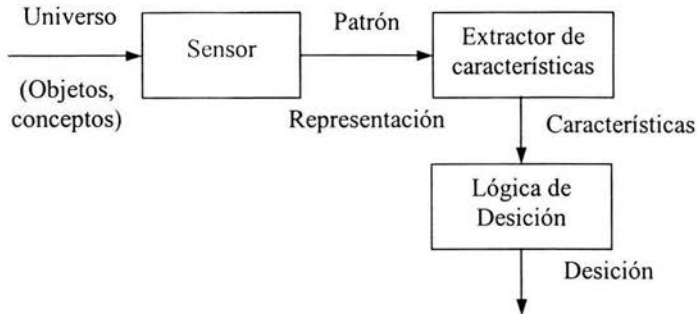 Universo
(Objetos,
conceptos)
Sensor
Patrón
Representación
Extractor de
características
Características
Lógica de
Desición
Desición